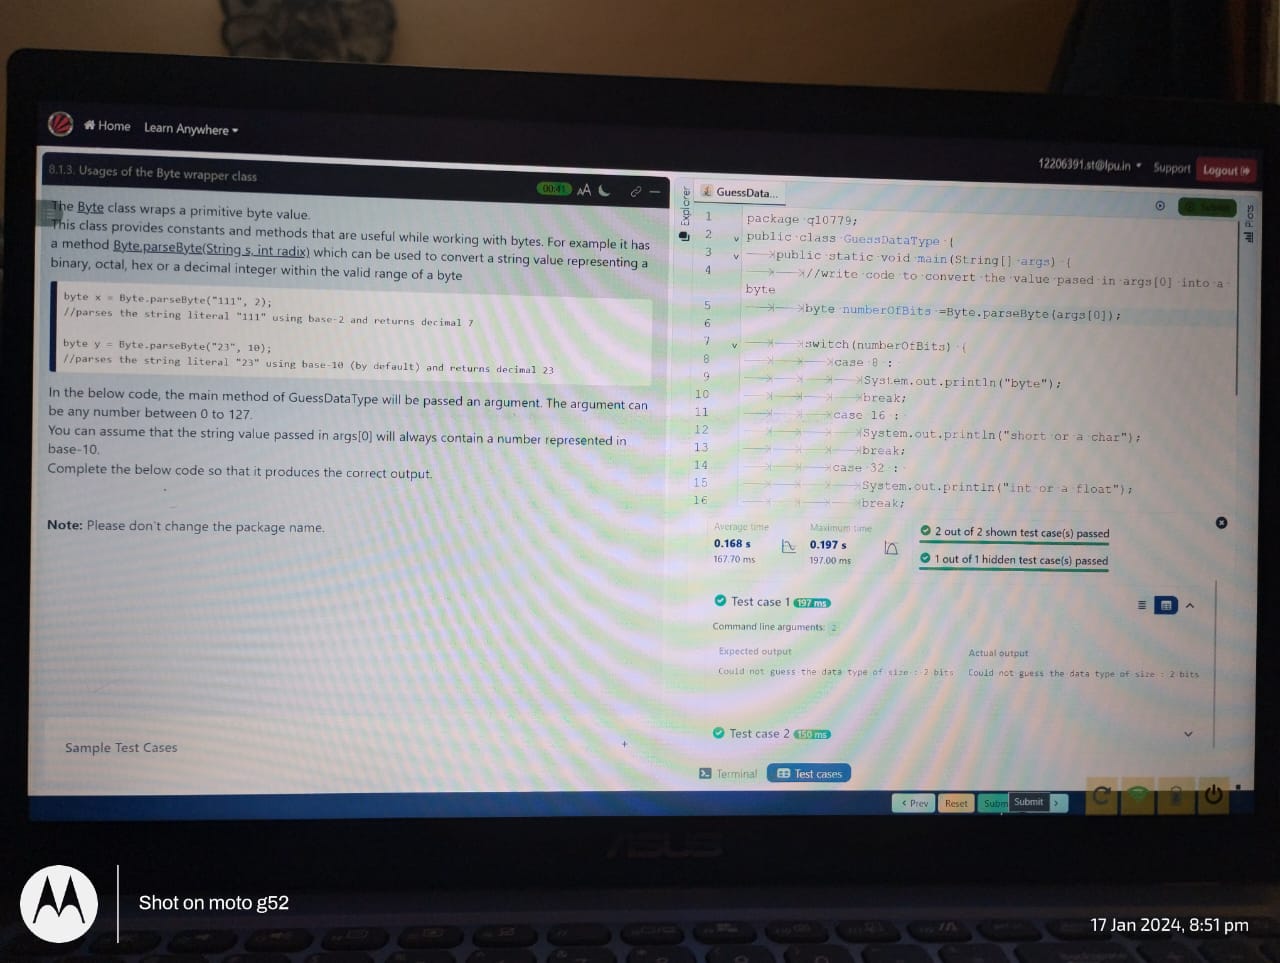 Home Learn Anywhere
12206391.st@lpu.in Support Logout
8.1.3. Usages of the Byte wrapper class
00:41 AA
The Byte class wraps a primitive byte value.
This class provides constants and methods that are useful while working with bytes. For example it has
a method Byte.parseByte(String s, int radix) which can be used to convert a string value representing a
binary, octal, hex or a decimal integer within the valid range of a byte
byte x = Byte.parseByte("111", 2);
//parses the string literal "111" using base-2 and returns decimal 7
byte y = Byte.parseByte("23", 10);
//parses the string literal "23" using base-10 (by default) and returns decimal 23
In the below code, the main method of GuessDataType will be passed an argument. The argument can
be any number between 0 to 127.
You can assume that the string value passed in args[0] will always contain a number represented in
base-10.
Complete the below code so that it produces the correct output.
Note: Please don't change the package name.
Sample Test Cases
+
Explorer
GuessData...
1 package q10779;
2 public class GuessDataType {
3 public static void main(String[] args) {
4 //write code to convert the value pased in args[0] into a
byte
5 byte numberOfBits =Byte.parseByte(args[0]);
6
7 switch(numberOfBits) {
8 case 8 :
9 System.out.println("byte");
10 break;
11 case 16 :
12 System.out.println("short or a char");
13 break;
14 case 32 :
15 System.out.println("int or a float");
16 break;
Average time Maximum time
0.168 s 0.197 s
167.70 ms 197.00 ms
2 out of 2 shown test case(s) passed
1 out of 1 hidden test case(s) passed
Test case 1 197 ms
Command line arguments: 2
Expected output Actual output
Could not guess the data type of size : 2 bits Could not guess the data type of size : 2 bits
Test case 2 150 ms
Terminal Test cases
< Prev Reset Subm Submit >
ASUS
Shot on moto g52
17 Jan 2024, 8:51 pm